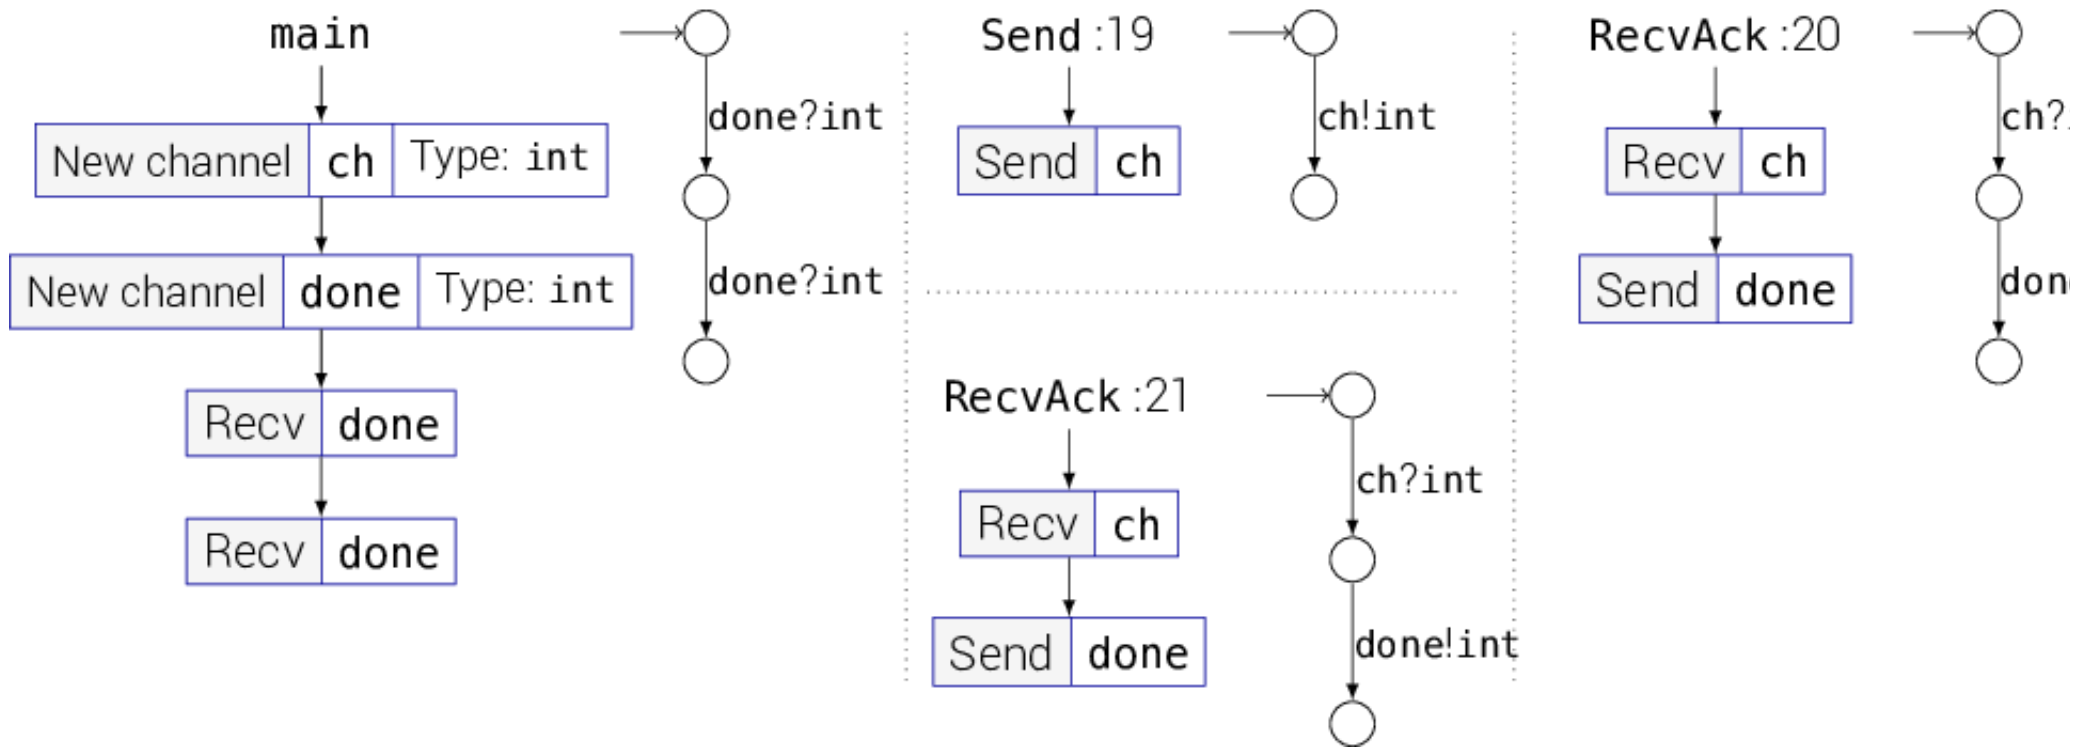 main
New channel ch Type: int
New channel done Type: int
Recv done
Recv done
done?int
done?int
Send :19
Send ch
ch!int
RecvAck :21
Recv ch
Send done
ch?int
done!int
RecvAck :20
Recv ch
Send done
ch?
don